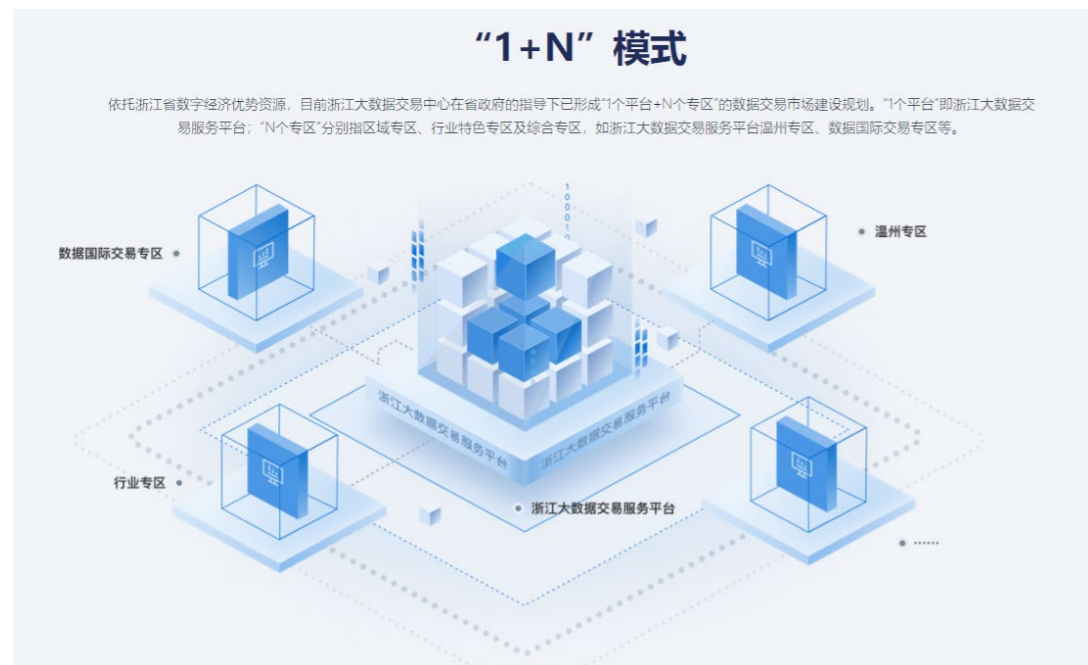 “1+N” 模式
依托浙江省数字经济优势资源，目前浙江大数据交易中心在省政府的指导下已形成“1个平台+N个专区”的数据交易市场建设规划。“1个平台”即浙江大数据交
易服务平台；“N个专区”分别指区域专区、行业特色专区及综合专区，如浙江大数据交易服务平台温州专区、数据国际交易专区等。
10001
温州专区
数据国际交易专区
浙江大数据交易服务平台
浙江大数据交易服务平台
行业专区
浙江大数据交易服务平台
······